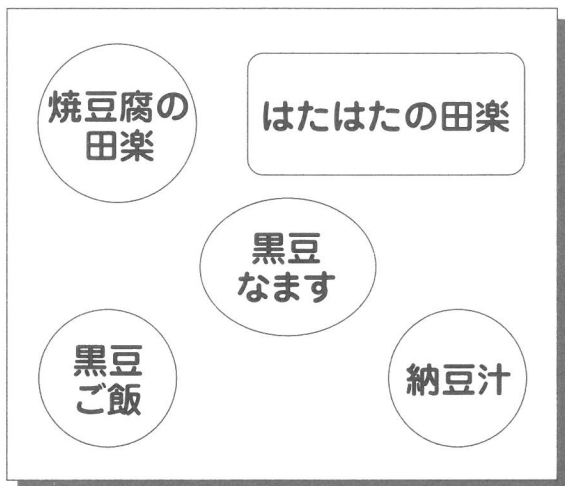 焼豆腐の
田楽
はたはたの田楽
黒豆
なます
黒豆
ご飯
納豆汁